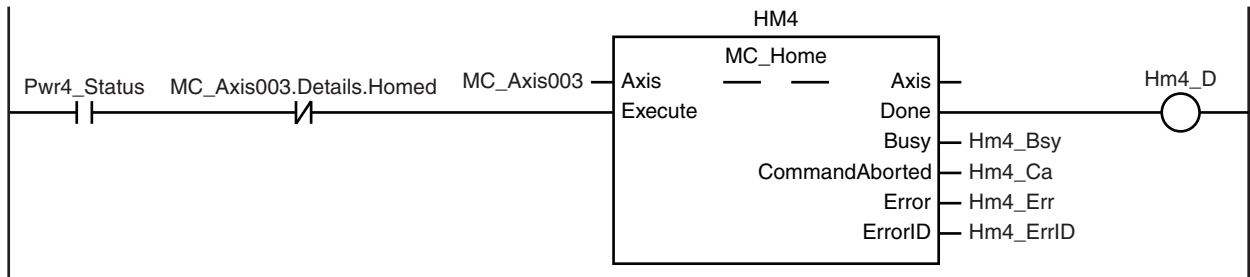 HM4
MC_Home
Pwr4_Status MC_Axis003.Details.Homed MC_Axis003 Axis Axis Hm4_D
Execute Done
Busy Hm4_Bsy
CommandAborted Hm4_Ca
Error Hm4_Err
ErrorID Hm4_ErrID